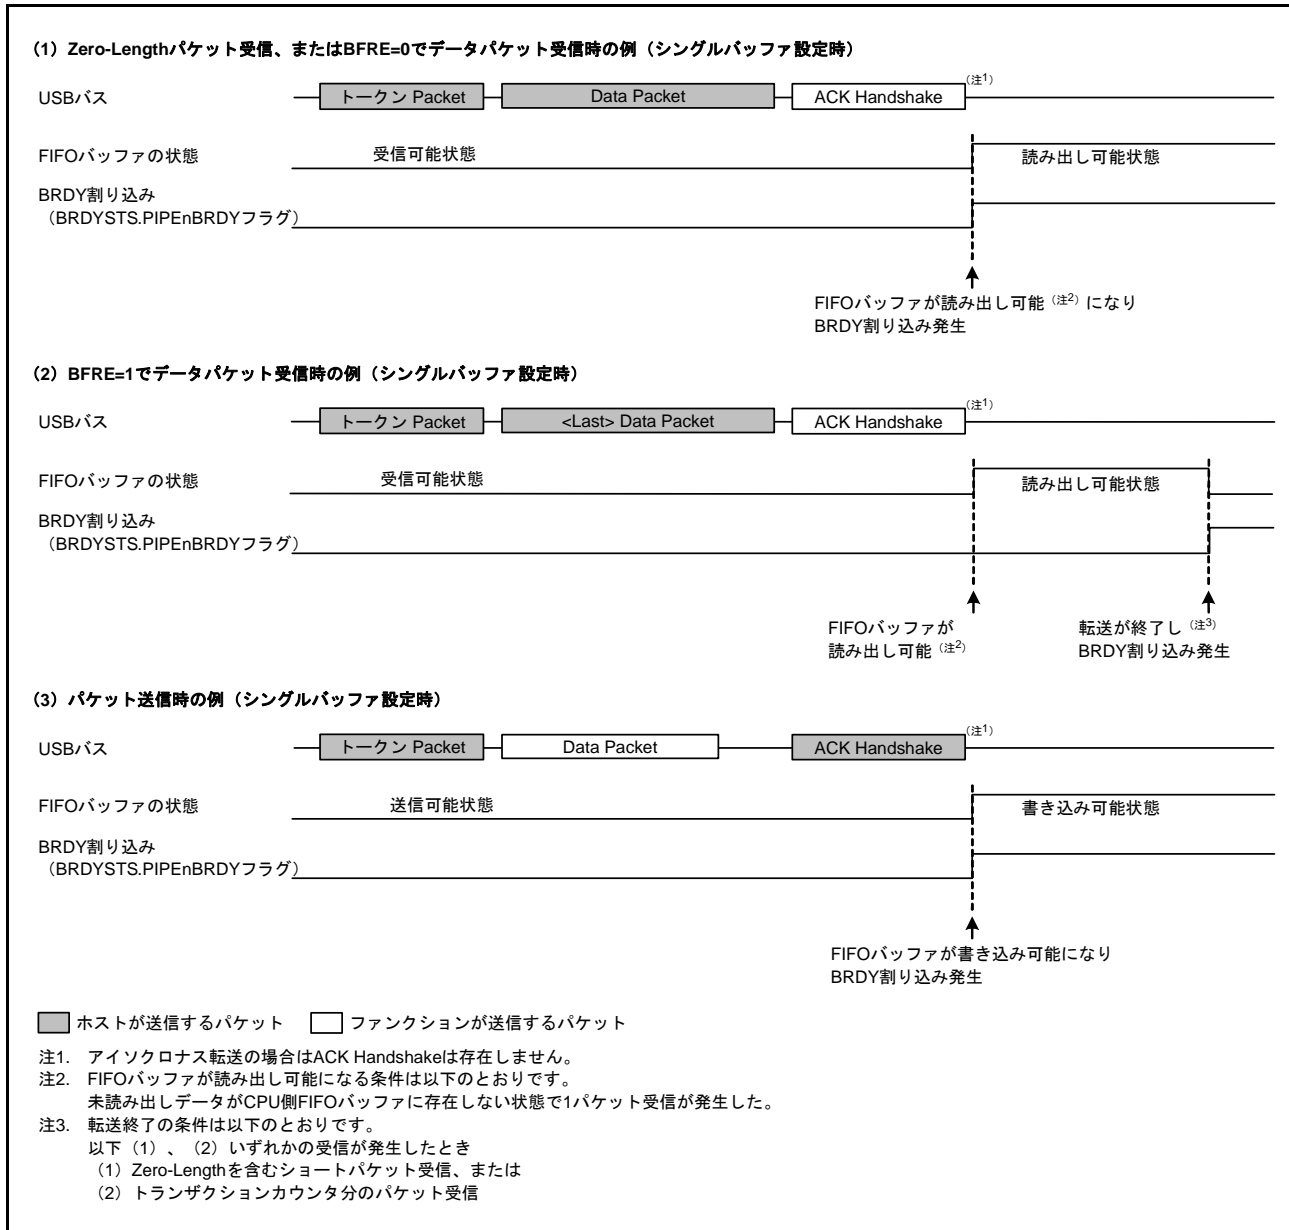 （1）Zero-Lengthパケット受信、またはBFRE=0でデータパケット受信時の例（シングルバッファ設定時）
USBバス
トークン Packet
Data Packet
ACK Handshake
（注1）
FIFOバッファの状態
受信可能状態
読み出し可能状態
BRDY割り込み
（BRDYSTS.PIPEnBRDYフラグ）
FIFOバッファが読み出し可能（注2）になり
BRDY割り込み発生
（2）BFRE=1でデータパケット受信時の例（シングルバッファ設定時）
USBバス
トークン Packet
<Last> Data Packet
ACK Handshake
（注1）
FIFOバッファの状態
受信可能状態
読み出し可能状態
BRDY割り込み
（BRDYSTS.PIPEnBRDYフラグ）
FIFOバッファが
読み出し可能（注2）
転送が終了し（注3）
BRDY割り込み発生
（3）パケット送信時の例（シングルバッファ設定時）
USBバス
トークン Packet
Data Packet
ACK Handshake
（注1）
FIFOバッファの状態
送信可能状態
書き込み可能状態
BRDY割り込み
（BRDYSTS.PIPEnBRDYフラグ）
FIFOバッファが書き込み可能になり
BRDY割り込み発生
ホストが送信するパケット
ファンクションが送信するパケット
注1. アイソクロナス転送の場合はACK Handshakeは存在しません。
注2. FIFOバッファが読み出し可能になる条件は以下のとおりです。
未読み出しデータがCPU側FIFOバッファに存在しない状態で1パケット受信が発生した。
注3. 転送終了の条件は以下のとおりです。
以下（1）、（2）いずれかの受信が発生したとき
（1）Zero-Lengthを含むショートパケット受信、または
（2）トランザクションカウンタ分のパケット受信